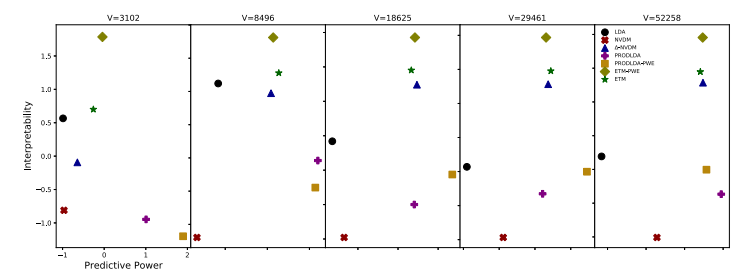 V=3102
V=8496
V=18625
V=29461
V=52258
Interpretability
1.5
1.0
0.5
0.0
−0.5
−1.0
−1
0
1
2
Predictive Power
LDA
NVDM
Δ-NVDM
PRODLDA
PRODLDA-PWE
ETM-PWE
ETM